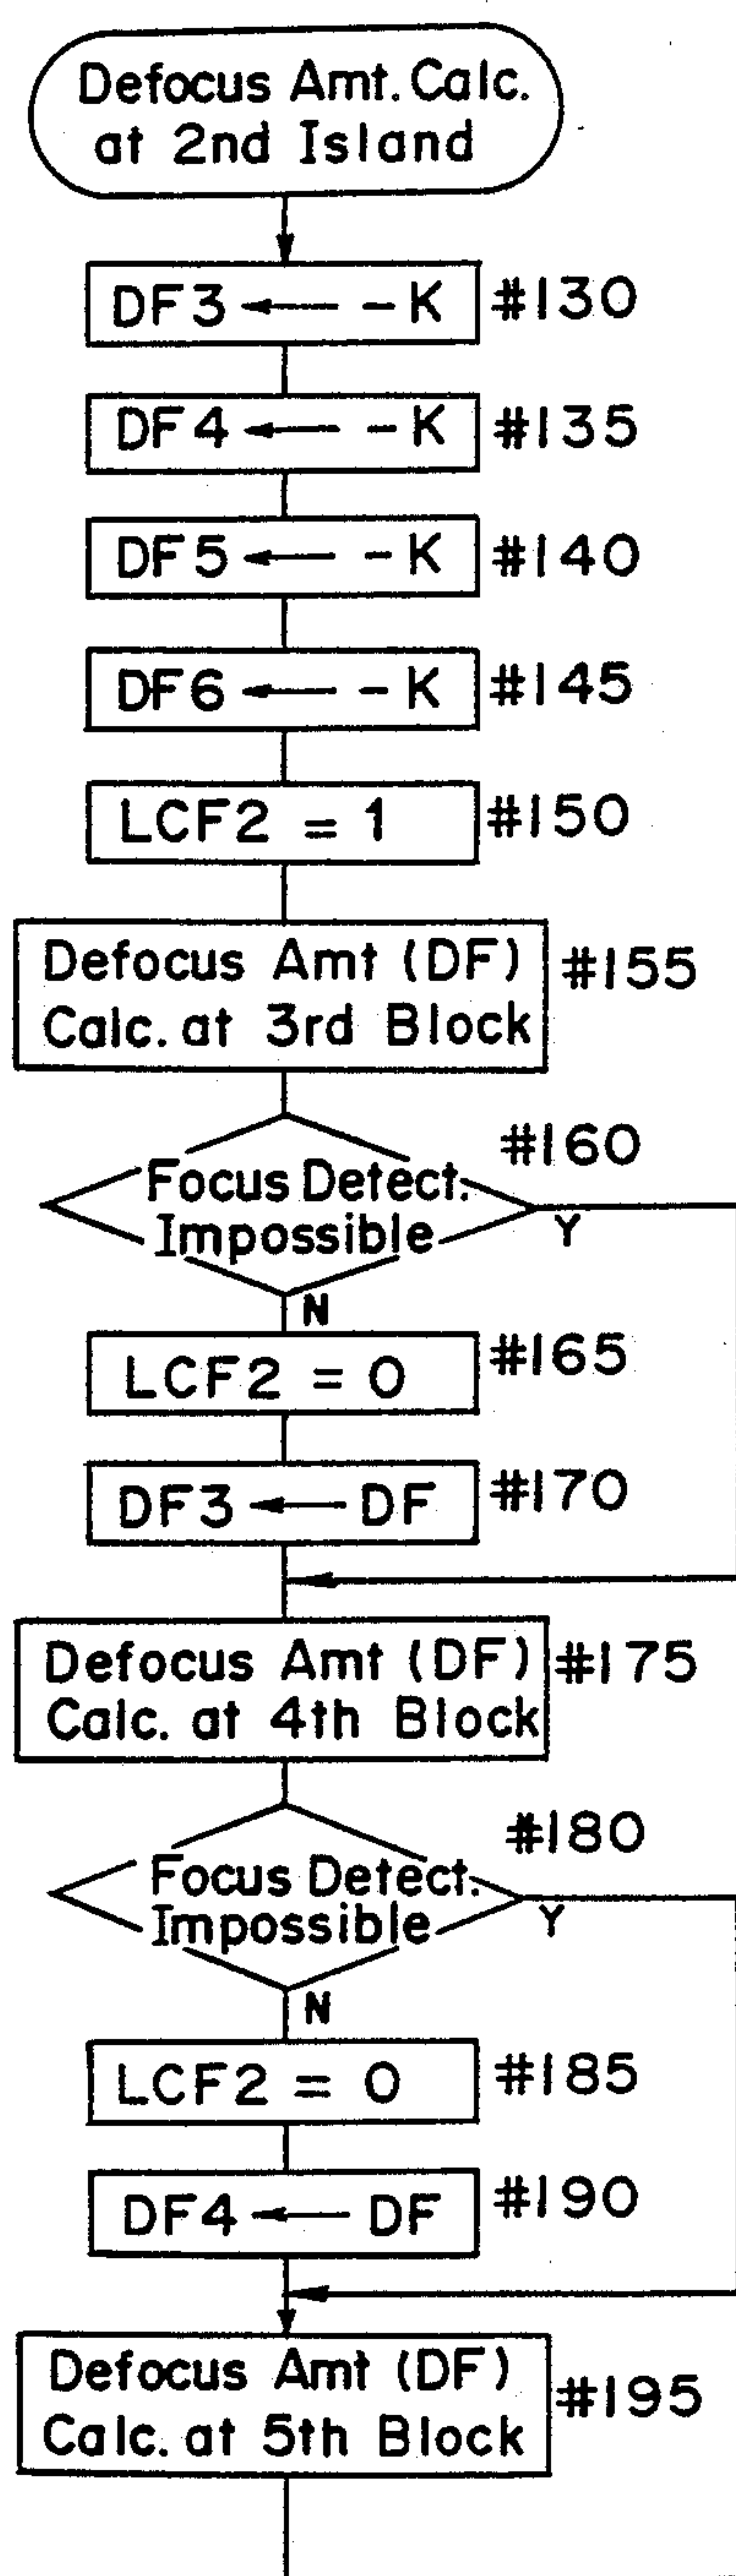 Defocus Amt. Calc.
at 2nd Island
DF3 ← -K #130
DF4 ← -K #135
DF5 ← -K #140
DF6 ← -K #145
LCF2 = 1 #150
Defocus Amt (DF) #155
Calc. at 3rd Block
#160
Focus Detect.
Impossible
Y
N
LCF2 = 0 #165
DF3 ← DF #170
Defocus Amt (DF) #175
Calc. at 4th Block
#180
Focus Detect.
Impossible
Y
N
LCF2 = 0 #185
DF4 ← DF #190
Defocus Amt (DF) #195
Calc. at 5th Block